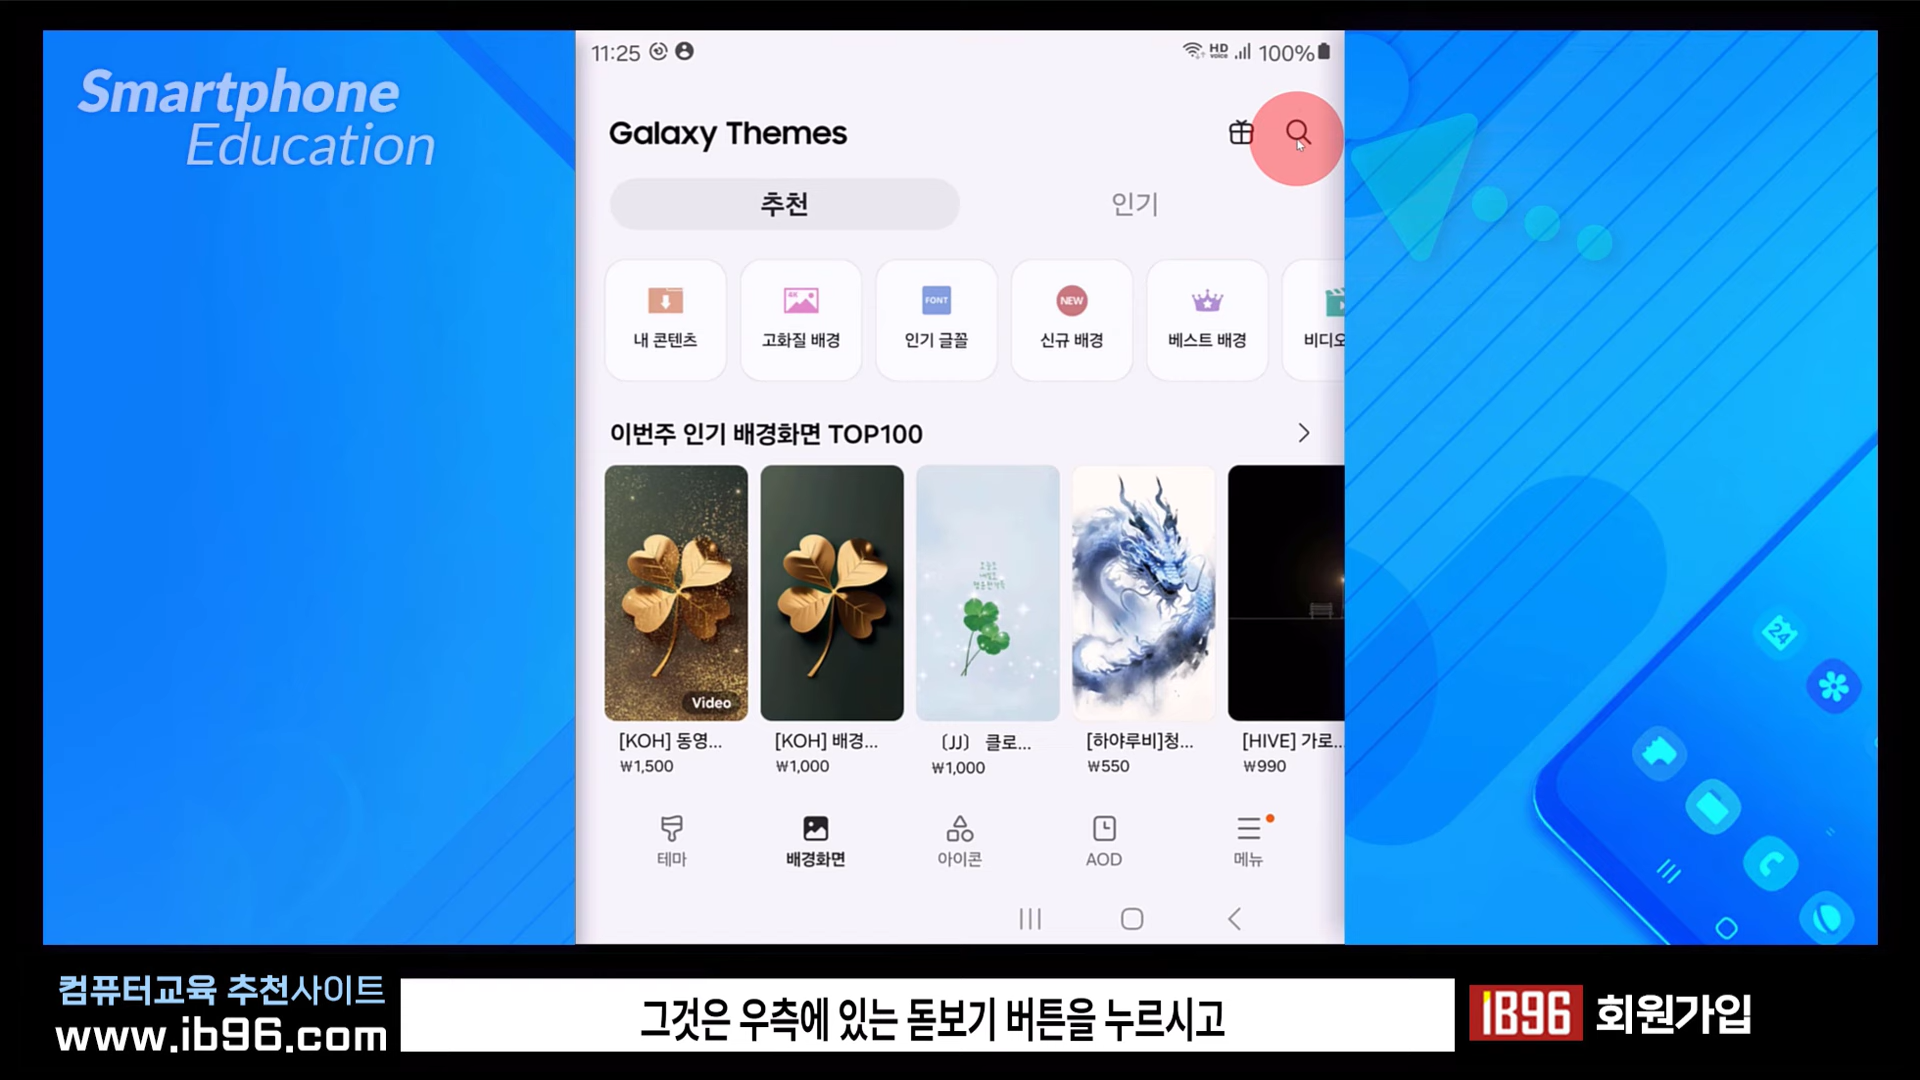 Smartphone
Education
11:25
HD
voice
100%
Galaxy Themes
추천
인기
4K
FONT
NEW
내 콘텐츠
고화질 배경
인기 글꼴
신규 배경
베스트 배경
비디오
이번주 인기 배경화면 TOP100
Video
[KOH] 동영...
[KOH] 배경...
〔JJ〕 클로...
[하야루비]청...
[HIVE] 가로...
₩1,500
₩1,000
₩1,000
₩550
₩990
테마
배경화면
아이콘
AOD
메뉴
24
컴퓨터교육 추천사이트
www.ib96.com
그것은 우측에 있는 돋보기 버튼을 누르시고
IB96 회원가입